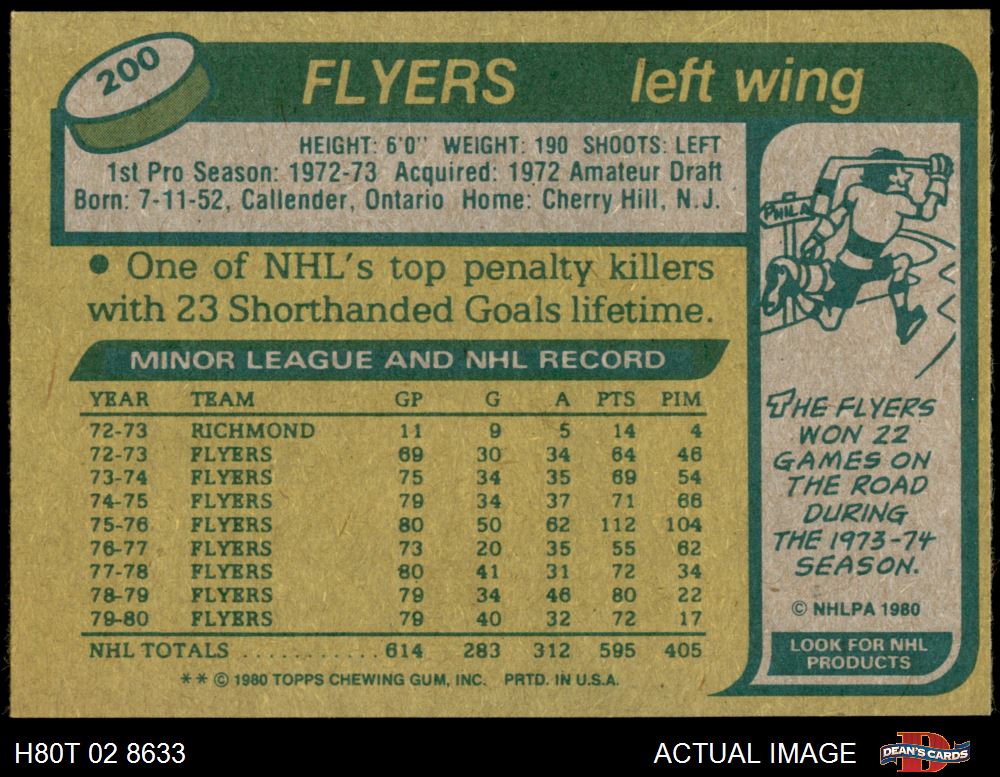 200
FLYERS left wing
HEIGHT: 6'0" WEIGHT: 190 SHOOTS: LEFT
1st Pro Season: 1972-73 Acquired: 1972 Amateur Draft
Born: 7-11-52, Callender, Ontario Home: Cherry Hill, N.J.
● One of NHL's top penalty killers
with 23 Shorthanded Goals lifetime.
MINOR LEAGUE AND NHL RECORD
YEAR TEAM GP G A PTS PIM
72-73 RICHMOND 11 9 5 14 4
72-73 FLYERS 69 30 34 64 46
73-74 FLYERS 75 34 35 69 54
74-75 FLYERS 79 34 37 71 66
75-76 FLYERS 80 50 62 112 104
76-77 FLYERS 73 20 35 55 62
77-78 FLYERS 80 41 31 72 34
78-79 FLYERS 79 34 46 80 22
79-80 FLYERS 79 40 32 72 17
NHL TOTALS ........... 614 283 312 595 405
** © 1980 TOPPS CHEWING GUM, INC. PRTD. IN U.S.A.
PHILA
THE FLYERS
WON 22
GAMES ON
THE ROAD
DURING
THE 1973-74
SEASON.
© NHLPA 1980
LOOK FOR NHL
PRODUCTS
H80T 02 8633 ACTUAL IMAGE
DEAN'S CARDS